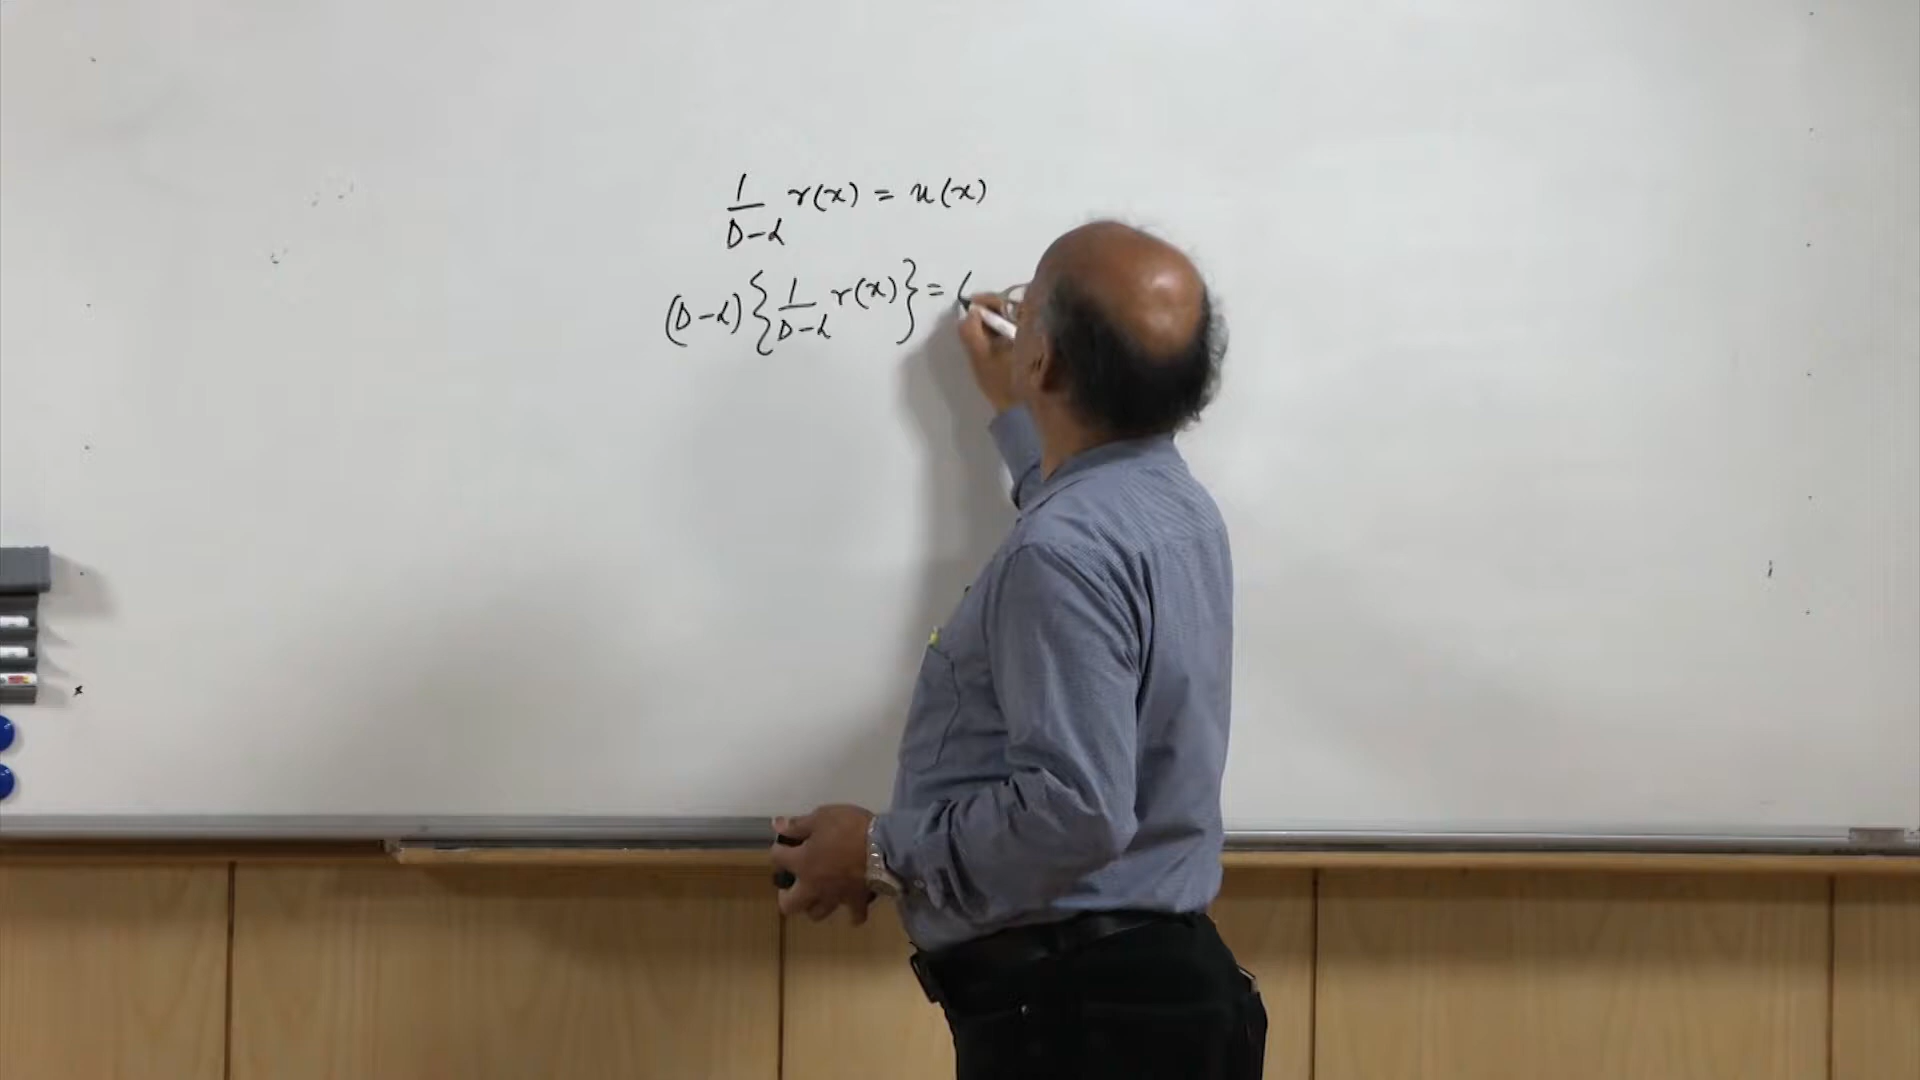 1/(D-α) r(x) = u(x)
(D-α){1/(D-α) r(x)} = (